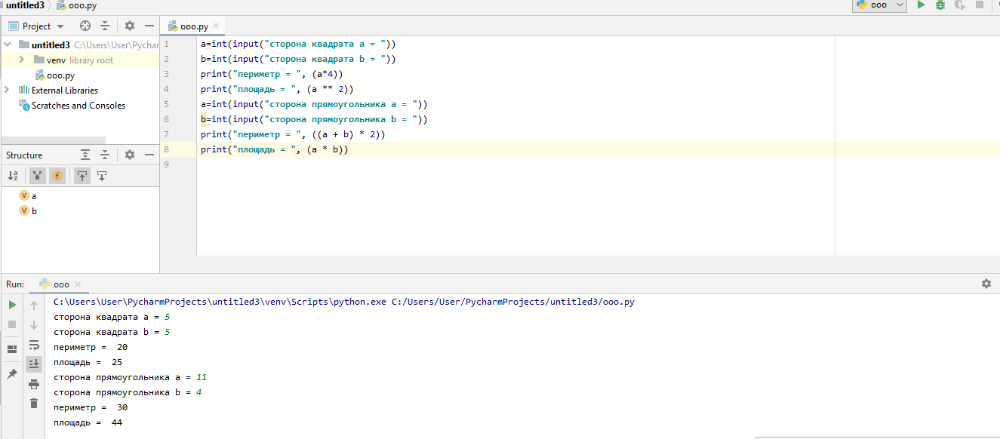 untitled3 ooo.py
ooo
Project
ooo.py
untitled3 C:\Users\User\Pychar
venv library root
ooo.py
External Libraries
Scratches and Consoles
1 a=int(input("сторона квадрата a = "))
2 b=int(input("сторона квадрата b = "))
3 print("периметр = ", (a*4))
4 print("площадь = ", (a ** 2))
5 a=int(input("сторона прямоугольника a = "))
6 b=int(input("сторона прямоугольника b = "))
7 print("периметр = ", ((a + b) * 2))
8 print("площадь = ", (a * b))
9
Structure
a
b
Run: ooo
C:\Users\User\PycharmProjects\untitled3\venv\Scripts\python.exe C:/Users/User/PycharmProjects/untitled3/ooo.py
сторона квадрата a = 5
сторона квадрата b = 5
периметр =  20
площадь =  25
сторона прямоугольника a = 11
сторона прямоугольника b = 4
периметр =  30
площадь =  44